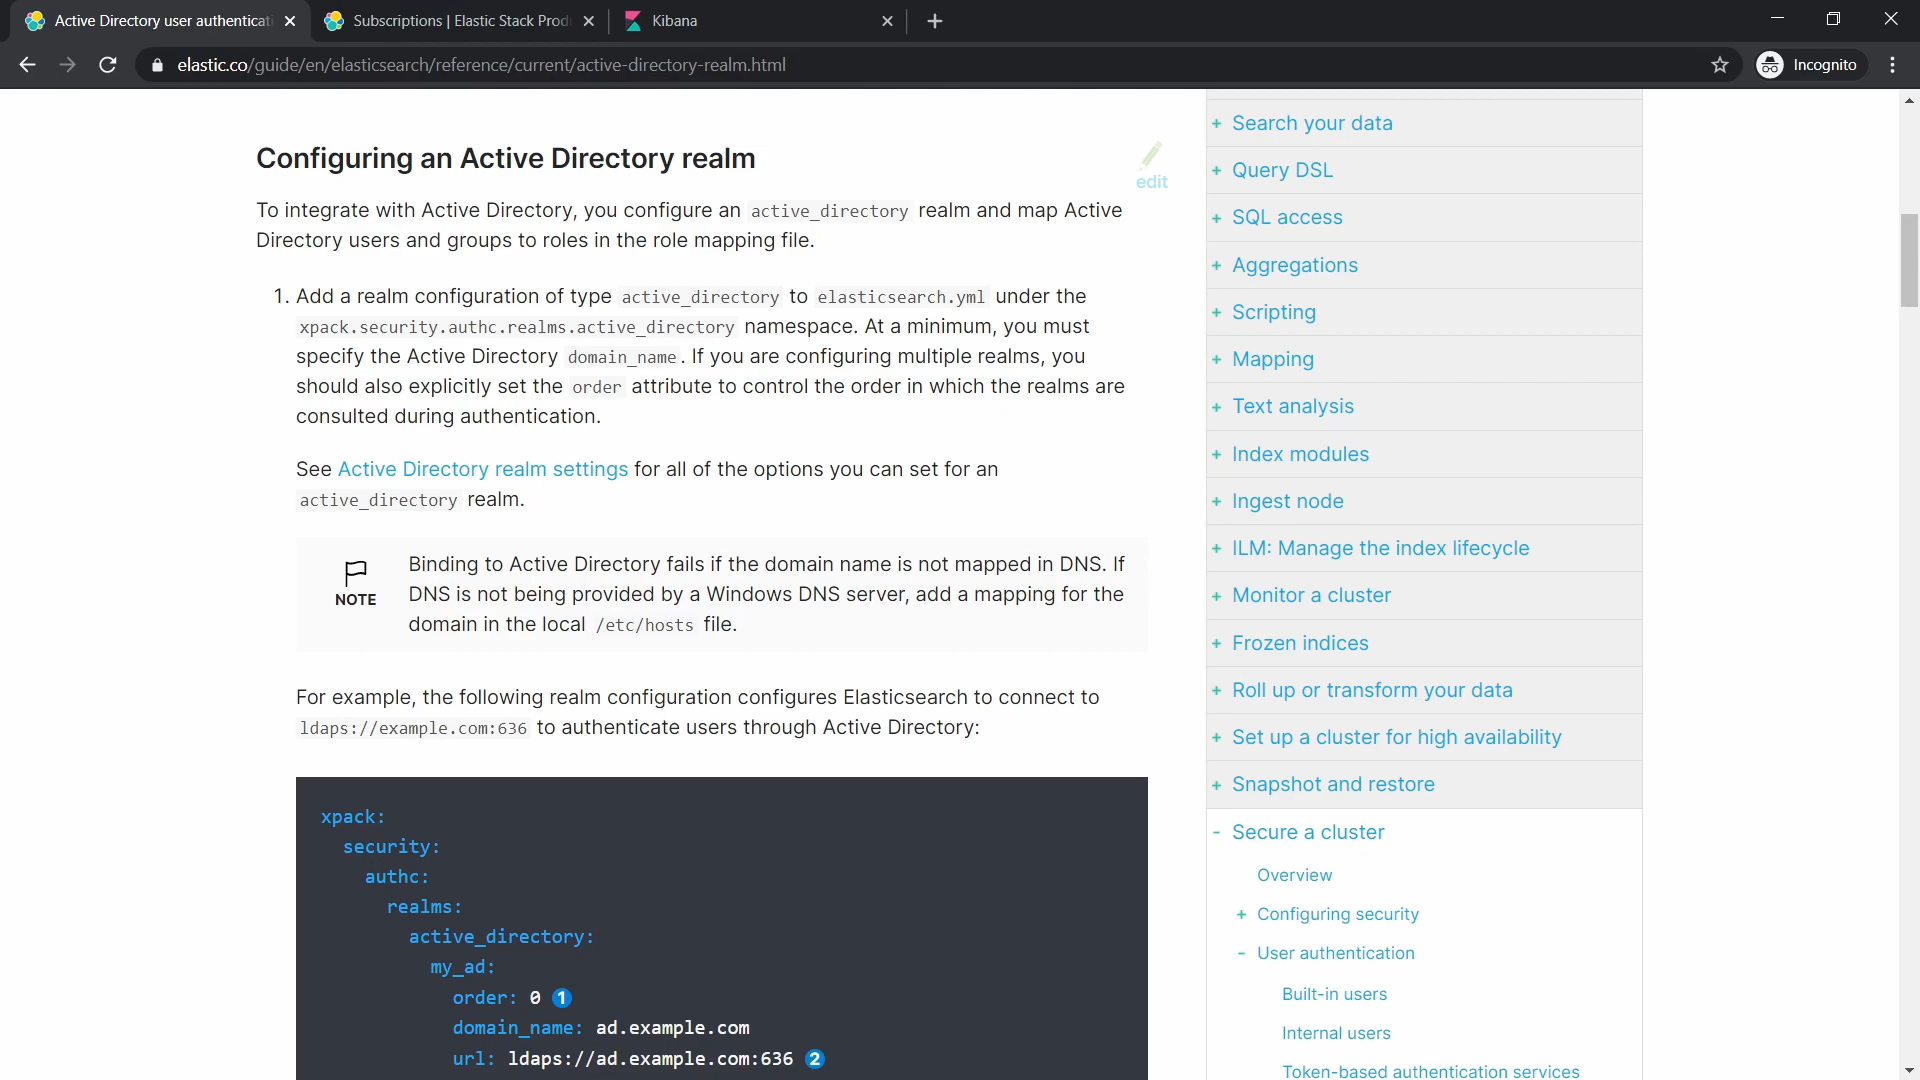 Active Directory user authenticati
Subscriptions | Elastic Stack Prod
Kibana
elastic.co/guide/en/elasticsearch/reference/current/active-directory-realm.html
Incognito
Configuring an Active Directory realm
edit
To integrate with Active Directory, you configure an active_directory realm and map Active
Directory users and groups to roles in the role mapping file.
1. Add a realm configuration of type active_directory to elasticsearch.yml under the
xpack.security.authc.realms.active_directory namespace. At a minimum, you must
specify the Active Directory domain_name. If you are configuring multiple realms, you
should also explicitly set the order attribute to control the order in which the realms are
consulted during authentication.
See Active Directory realm settings for all of the options you can set for an
active_directory realm.
NOTE
Binding to Active Directory fails if the domain name is not mapped in DNS. If
DNS is not being provided by a Windows DNS server, add a mapping for the
domain in the local /etc/hosts file.
For example, the following realm configuration configures Elasticsearch to connect to
ldaps://example.com:636 to authenticate users through Active Directory:
xpack:
security:
authc:
realms:
active_directory:
my_ad:
order: 0 1
domain_name: ad.example.com
url: ldaps://ad.example.com:636 2
+ Search your data
+ Query DSL
+ SQL access
+ Aggregations
+ Scripting
+ Mapping
+ Text analysis
+ Index modules
+ Ingest node
+ ILM: Manage the index lifecycle
+ Monitor a cluster
+ Frozen indices
+ Roll up or transform your data
+ Set up a cluster for high availability
+ Snapshot and restore
- Secure a cluster
Overview
+ Configuring security
- User authentication
Built-in users
Internal users
Token-based authentication services